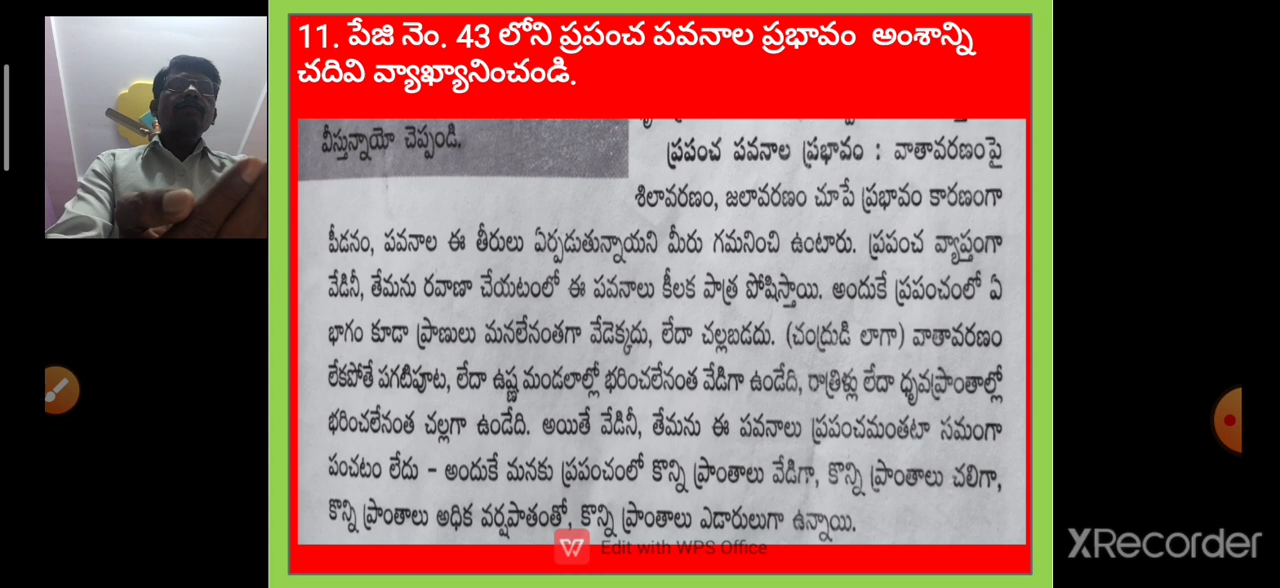 11. పేజి నెం. 43 లోని ప్రపంచ పవనాల ప్రభావం అంశాన్ని
చదివి వ్యాఖ్యానించండి.
వీస్తున్నాయో చెప్పండి.
ప్రపంచ పవనాల ప్రభావం : వాతావరణంపై
శిలావరణం, జలావరణం చూపే ప్రభావం కారణంగా
పీడనం, పవనాల ఈ తీరులు ఏర్పడుతున్నాయని మీరు గమనించి ఉంటారు. ప్రపంచ వ్యాప్తంగా
వేడినీ, తేమను రవాణా చేయటంలో ఈ పవనాలు కీలక పాత్ర పోషిస్తాయి. అందుకే ప్రపంచంలో ఏ
భాగం కూడా ప్రాణులు మనలేనంతగా వేడెక్కదు, లేదా చల్లబడదు. (చంద్రుడి లాగా) వాతావరణం
లేకపోతే పగటిపూట, లేదా ఉష్ణ మండలాల్లో భరించలేనంత వేడిగా ఉండేది, రాత్రిళ్లు లేదా ధృవప్రాంతాల్లో
భరించలేనంత చల్లగా ఉండేది. అయితే వేడినీ, తేమను ఈ పవనాలు ప్రపంచమంతటా సమంగా
పంచటం లేదు - అందుకే మనకు ప్రపంచంలో కొన్ని ప్రాంతాలు వేడిగా, కొన్ని ప్రాంతాలు చలిగా,
కొన్ని ప్రాంతాలు అధిక వర్షపాతంతో, కొన్ని ప్రాంతాలు ఎడారులుగా ఉన్నాయి.
Edit with WPS Office
XRecorder